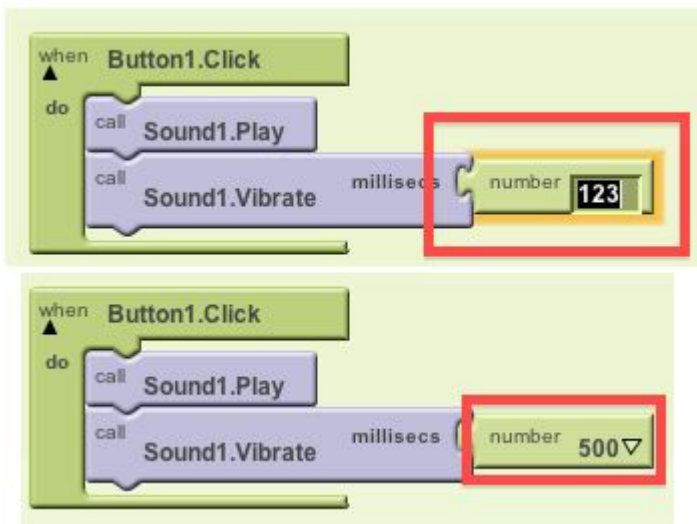 when Button1.Click
do
call Sound1.Play
call Sound1.Vibrate millisecs number 123
when Button1.Click
do
call Sound1.Play
call Sound1.Vibrate millisecs number 500